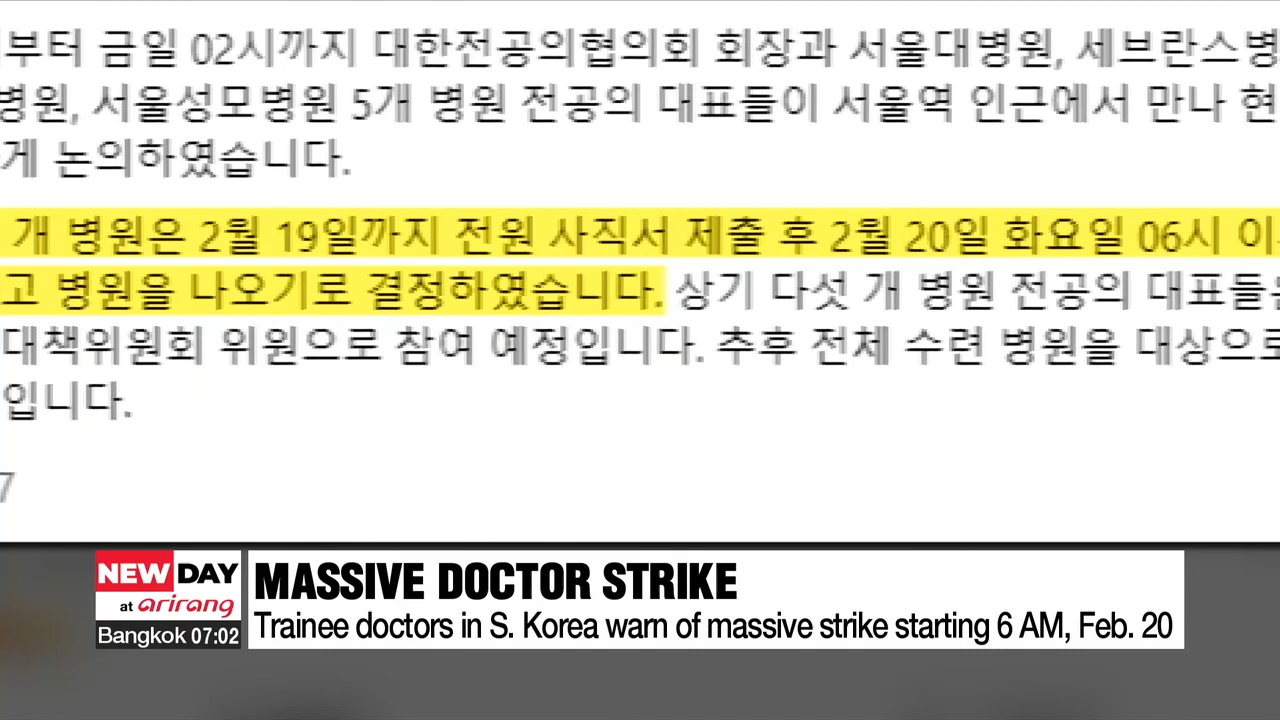 부터 금일 02시까지 대한전공의협의회 회장과 서울대병원, 세브란스병
병원, 서울성모병원 5개 병원 전공의 대표들이 서울역 인근에서 만나 현
게 논의하였습니다.
개 병원은 2월 19일까지 전원 사직서 제출 후 2월 20일 화요일 06시 이
고 병원을 나오기로 결정하였습니다. 상기 다섯 개 병원 전공의 대표들은
대책위원회 위원으로 참여 예정입니다. 추후 전체 수련 병원을 대상으로
입니다.
7
NEW DAY
at arirang
Bangkok 07:02
MASSIVE DOCTOR STRIKE
Trainee doctors in S. Korea warn of massive strike starting 6 AM, Feb. 20